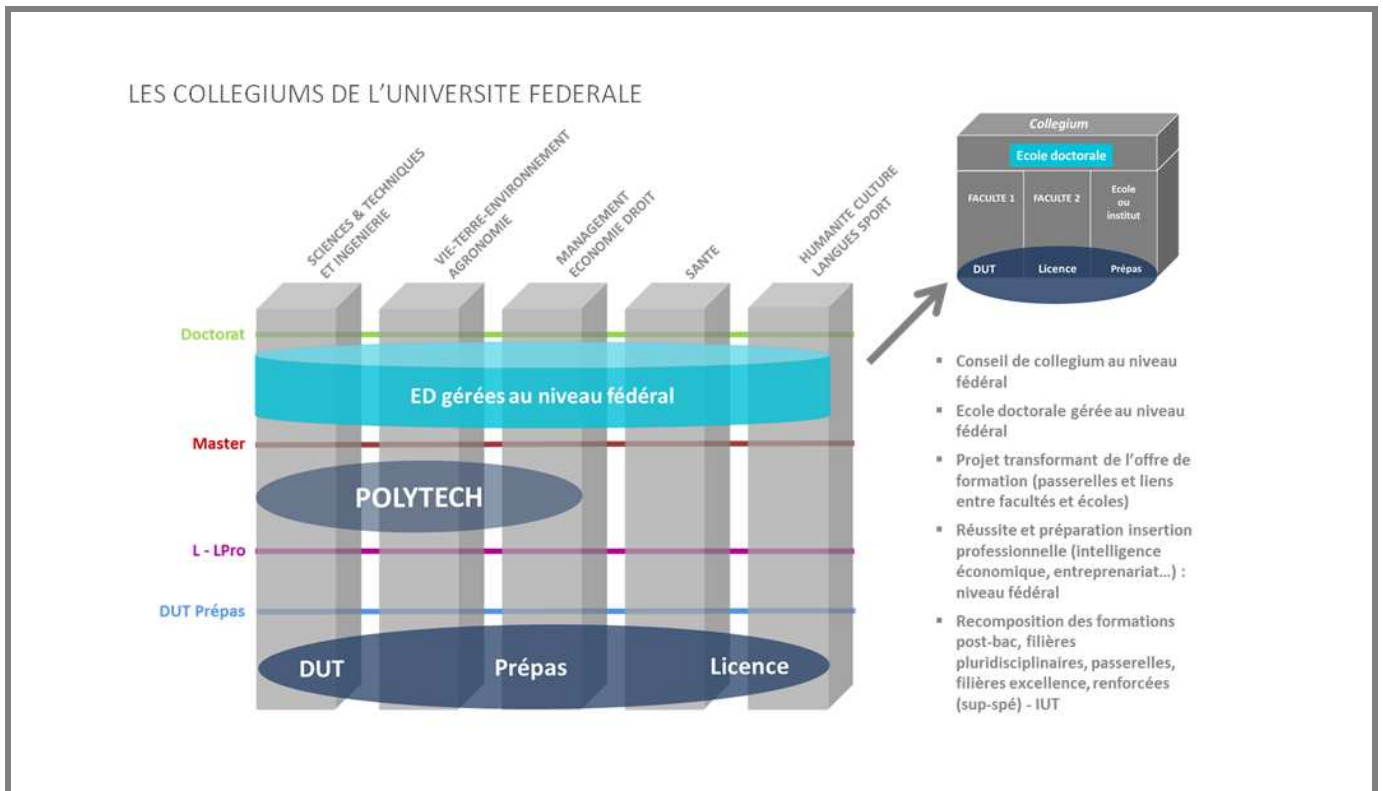 LES COLLEGIUMS DE L'UNIVERSITE FEDERALE
SCIENCES & TECHNIQUES
ET INGENIERIE
VIE-TERRE-ENVIRONNEMENT
AGRONOMIE
MANAGEMENT
ECONOMIE DROIT
SANTE
HUMANITE CULTURE
LANGUES SPORT
Doctorat
ED gérées au niveau fédéral
Master
POLYTECH
L - LPro
DUT Prépas
DUT
Prépas
Licence
Collegium
Ecole doctorale
FACULTE 1
FACULTE 2
Ecole
ou
institut
DUT
Licence
Prépas
▪ Conseil de collegium au niveau
fédéral
▪ Ecole doctorale gérée au niveau
fédéral
▪ Projet transformant de l'offre de
formation (passerelles et liens
entre facultés et écoles)
▪ Réussite et préparation insertion
professionnelle (intelligence
économique, entreprenariat…) :
niveau fédéral
▪ Recomposition des formations
post-bac, filières
pluridisciplinaires, passerelles,
filières excellence, renforcées
(sup-spé) - IUT